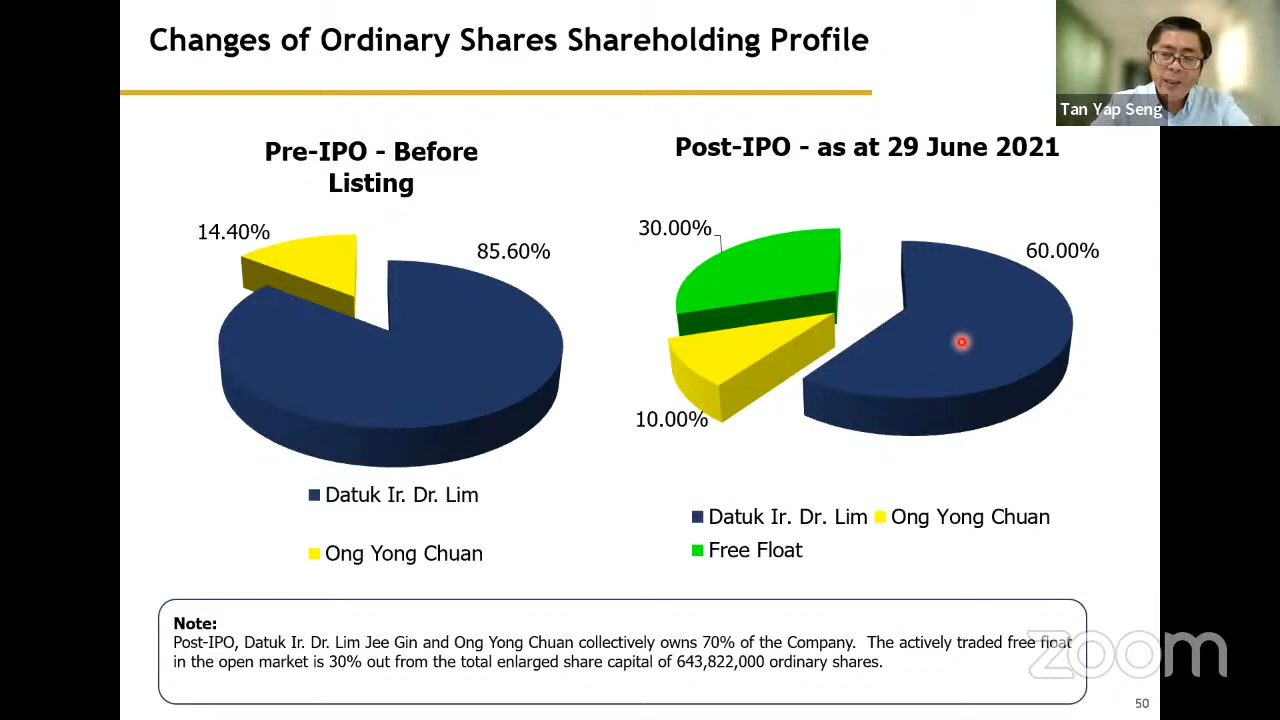 Changes of Ordinary Shares Shareholding Profile
Tan Yap Seng
Pre-IPO - Before
Listing
14.40%
85.60%
Datuk Ir. Dr. Lim
Ong Yong Chuan
Post-IPO - as at 29 June 2021
30.00%
60.00%
10.00%
Datuk Ir. Dr. Lim Ong Yong Chuan
Free Float
Note:
Post-IPO, Datuk Ir. Dr. Lim Jee Gin and Ong Yong Chuan collectively owns 70% of the Company. The actively traded free float
in the open market is 30% out from the total enlarged share capital of 643,822,000 ordinary shares.
zoom
50